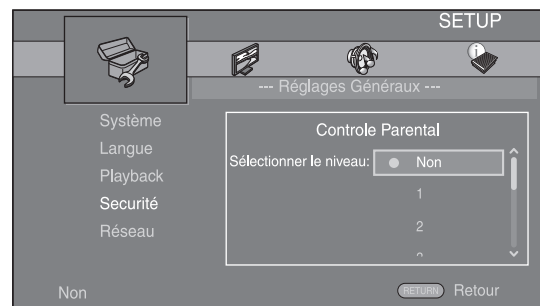 SETUP
--- Réglages Généraux ---
Système
Langue
Playback
Securité
Réseau
Controle Parental
Sélectionner le niveau: Non
1
2
Non
RETURN Retour